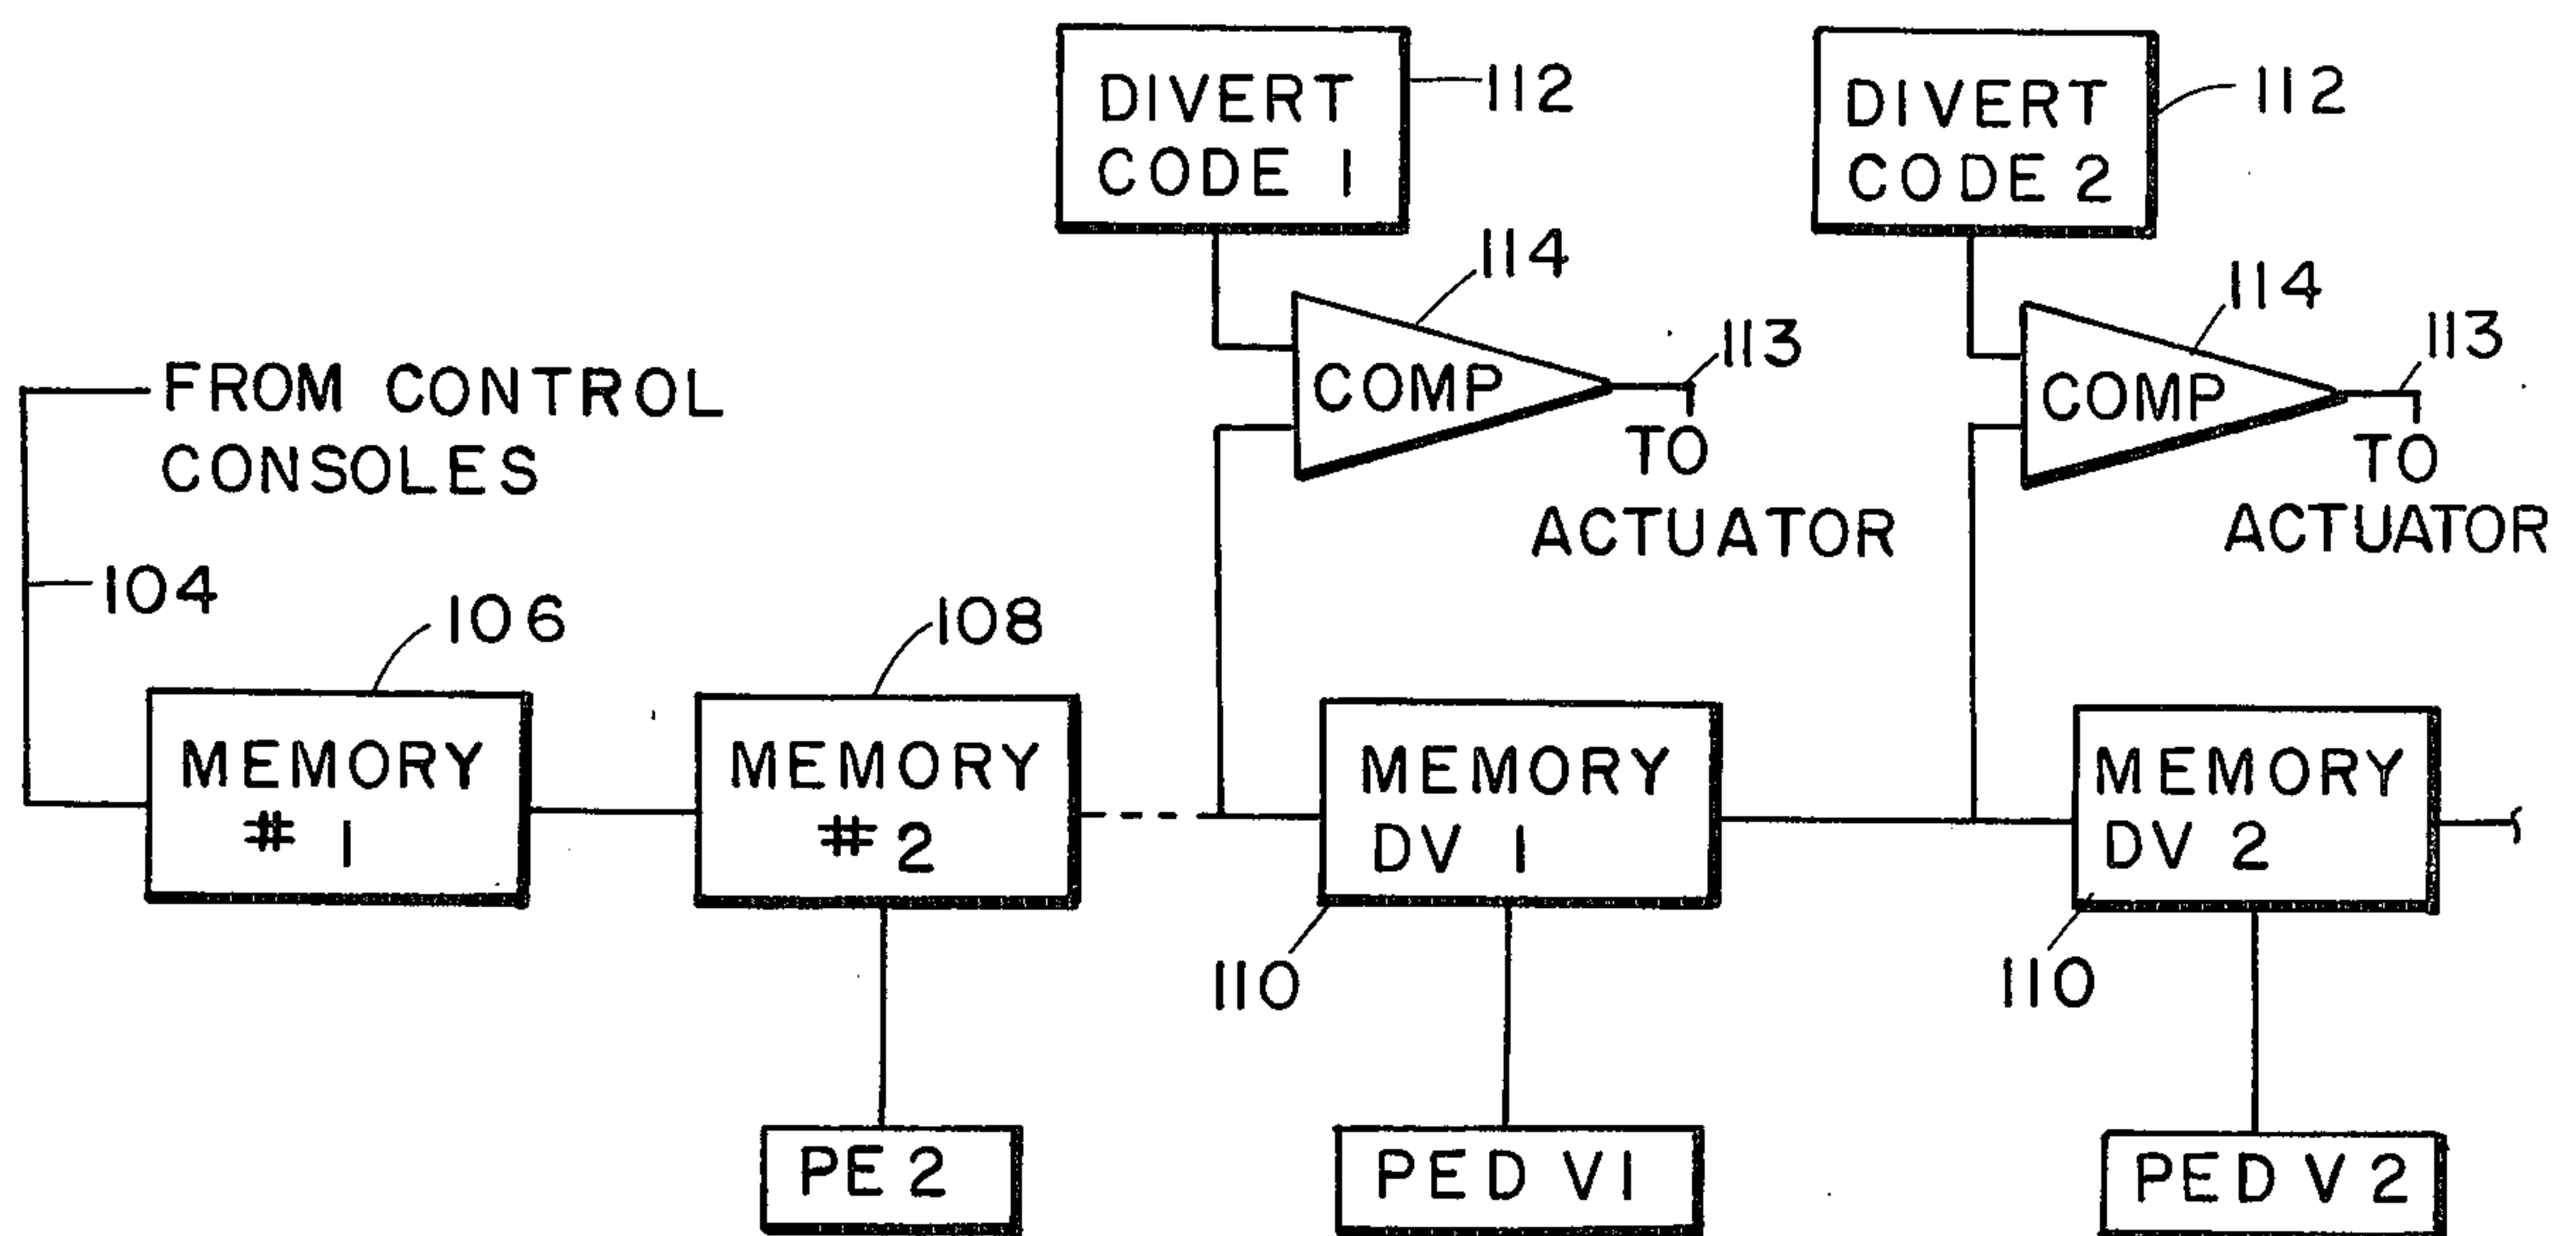 DIVERT
CODE 1
112
DIVERT
CODE 2
112
114
COMP
113
TO
ACTUATOR
114
COMP
113
TO
ACTUATOR
FROM CONTROL
CONSOLES
104
106
108
MEMORY
# 1
MEMORY
# 2
MEMORY
DV 1
MEMORY
DV 2
110
110
PE 2
PED V1
PED V 2